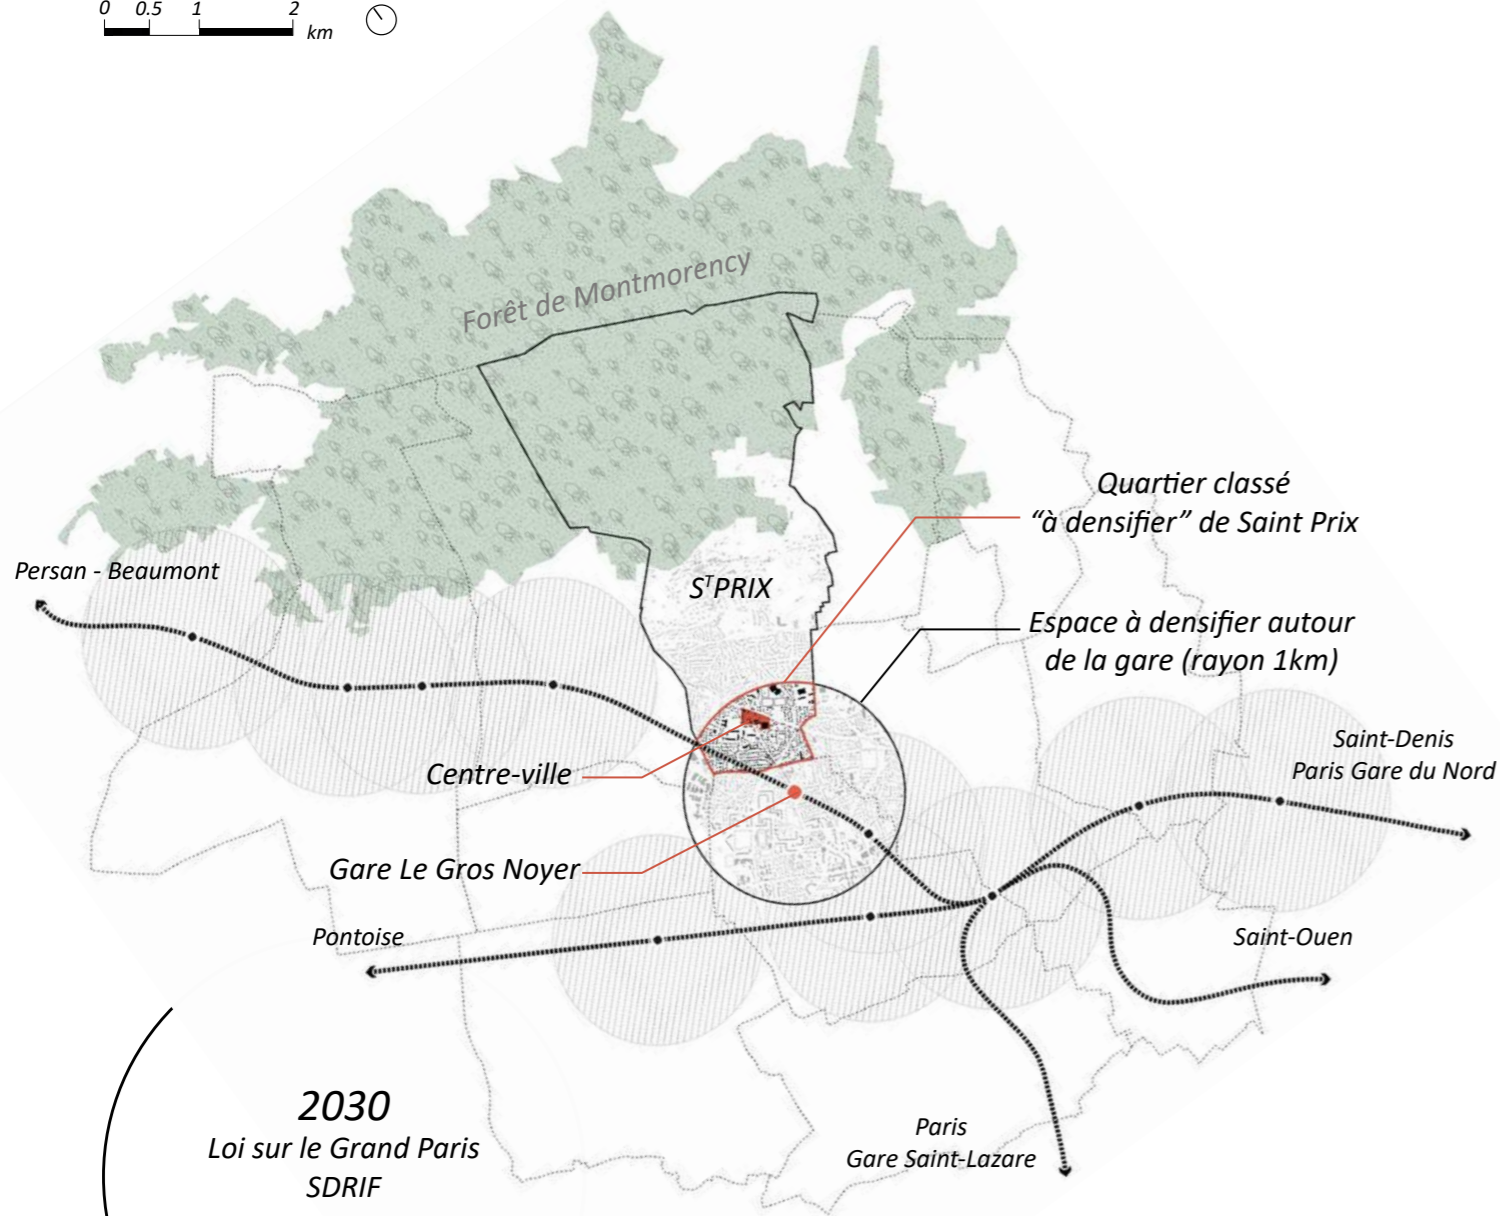 0 0.5 1 2
km
Forêt de Montmorency
Quartier classé
“à densifier” de Saint Prix
Persan - Beaumont
SᵀPRIX
Espace à densifier autour
de la gare (rayon 1km)
Saint-Denis
Paris Gare du Nord
Centre-ville
Gare Le Gros Noyer
Pontoise
Saint-Ouen
2030
Loi sur le Grand Paris
SDRIF
Paris
Gare Saint-Lazare